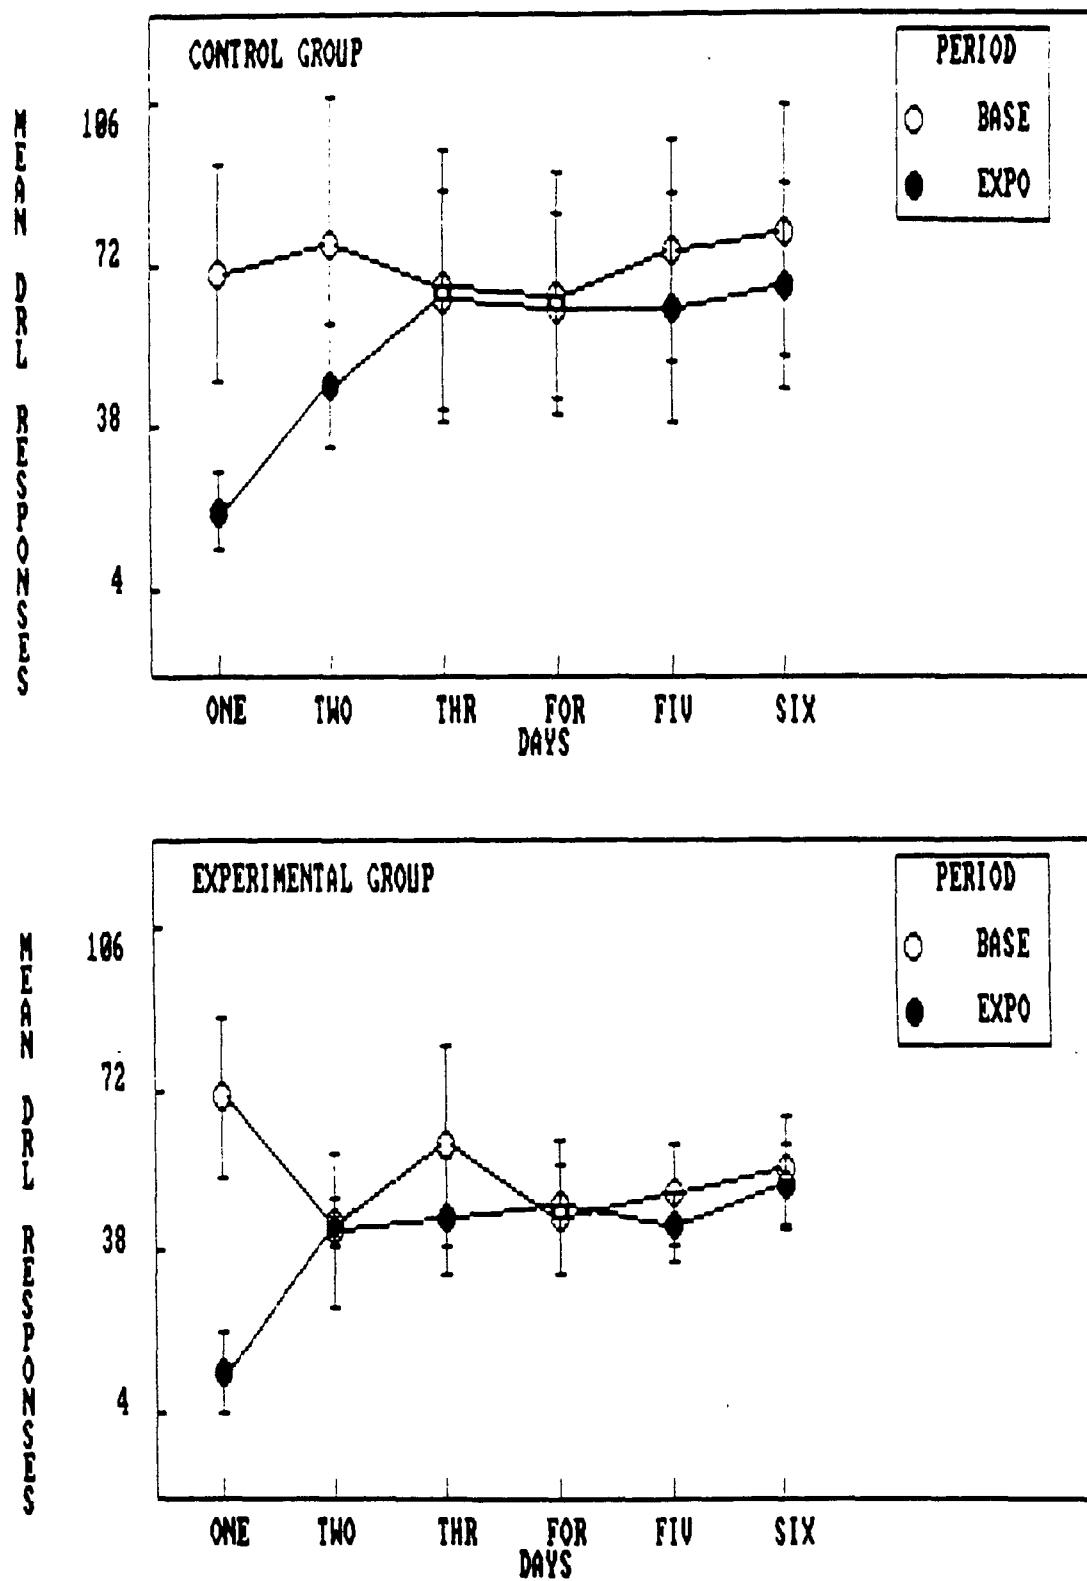 CONTROL GROUP
PERIOD
BASE
EXPO
MEAN DRL RESPONSES
106
72
38
4
ONE TWO THR FOR FIV SIX
DAYS
EXPERIMENTAL GROUP
PERIOD
BASE
EXPO
MEAN DRL RESPONSES
106
72
38
4
ONE TWO THR FOR FIV SIX
DAYS